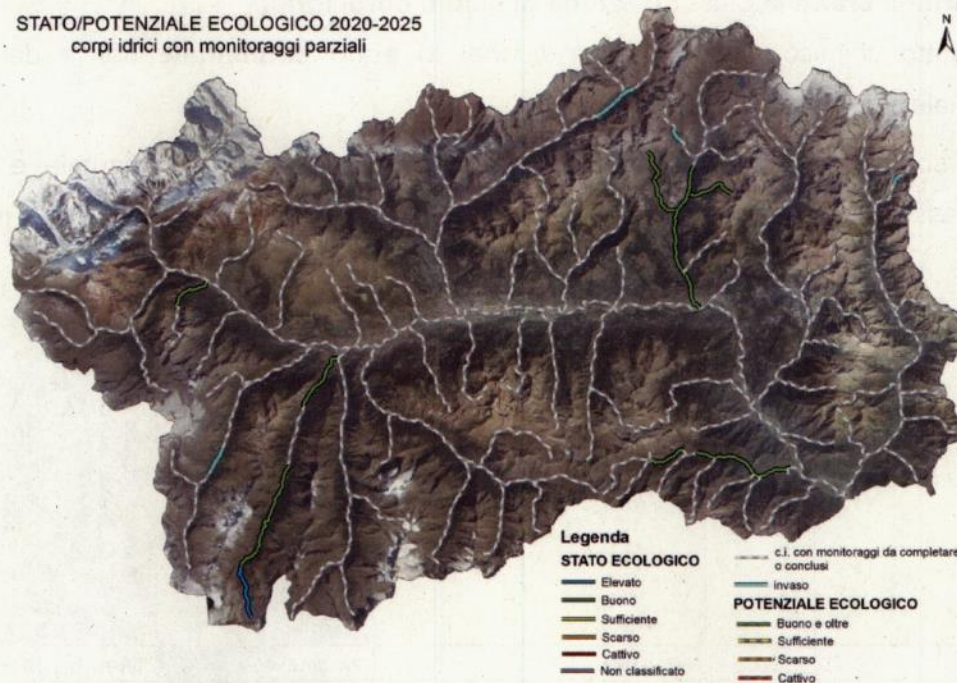 STATO/POTENZIALE ECOLOGICO 2020-2025
corpi idrici con monitoraggi parziali
N
Legenda
STATO ECOLOGICO
Elevato
Buono
Sufficiente
Scarso
Cattivo
Non classificato
c.i. con monitoraggi da completare
o conclusi
invaso
POTENZIALE ECOLOGICO
Buono e oltre
Sufficiente
Scarso
Cattivo